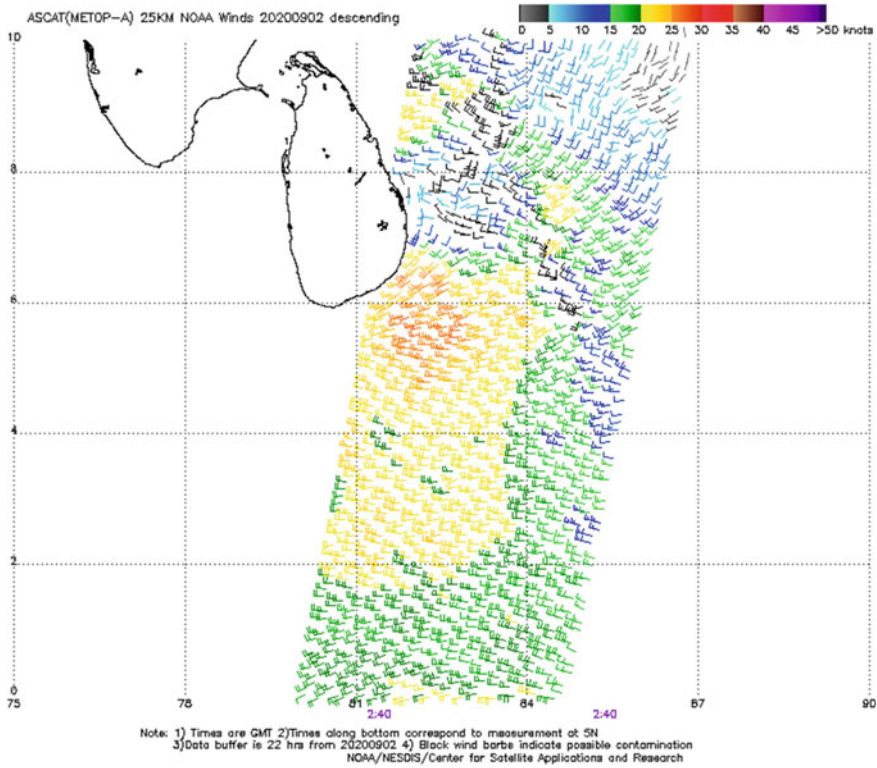 ASCAT(METOP-A) 25KM NOAA Winds 20200902 descending
0 5 10 15 20 25 30 35 40 45 >50 knots
10
8
6
4
2
0
75 78 81 84 87 90
2:40 2:40
Note: 1) Times are GMT 2)Times along bottom correspond to measurement at 5N
3)Data buffer is 22 hrs from 20200902 4) Black wind barbs indicate possible contamination
NOAA/NESDIS/Center for Satellite Applications and Research